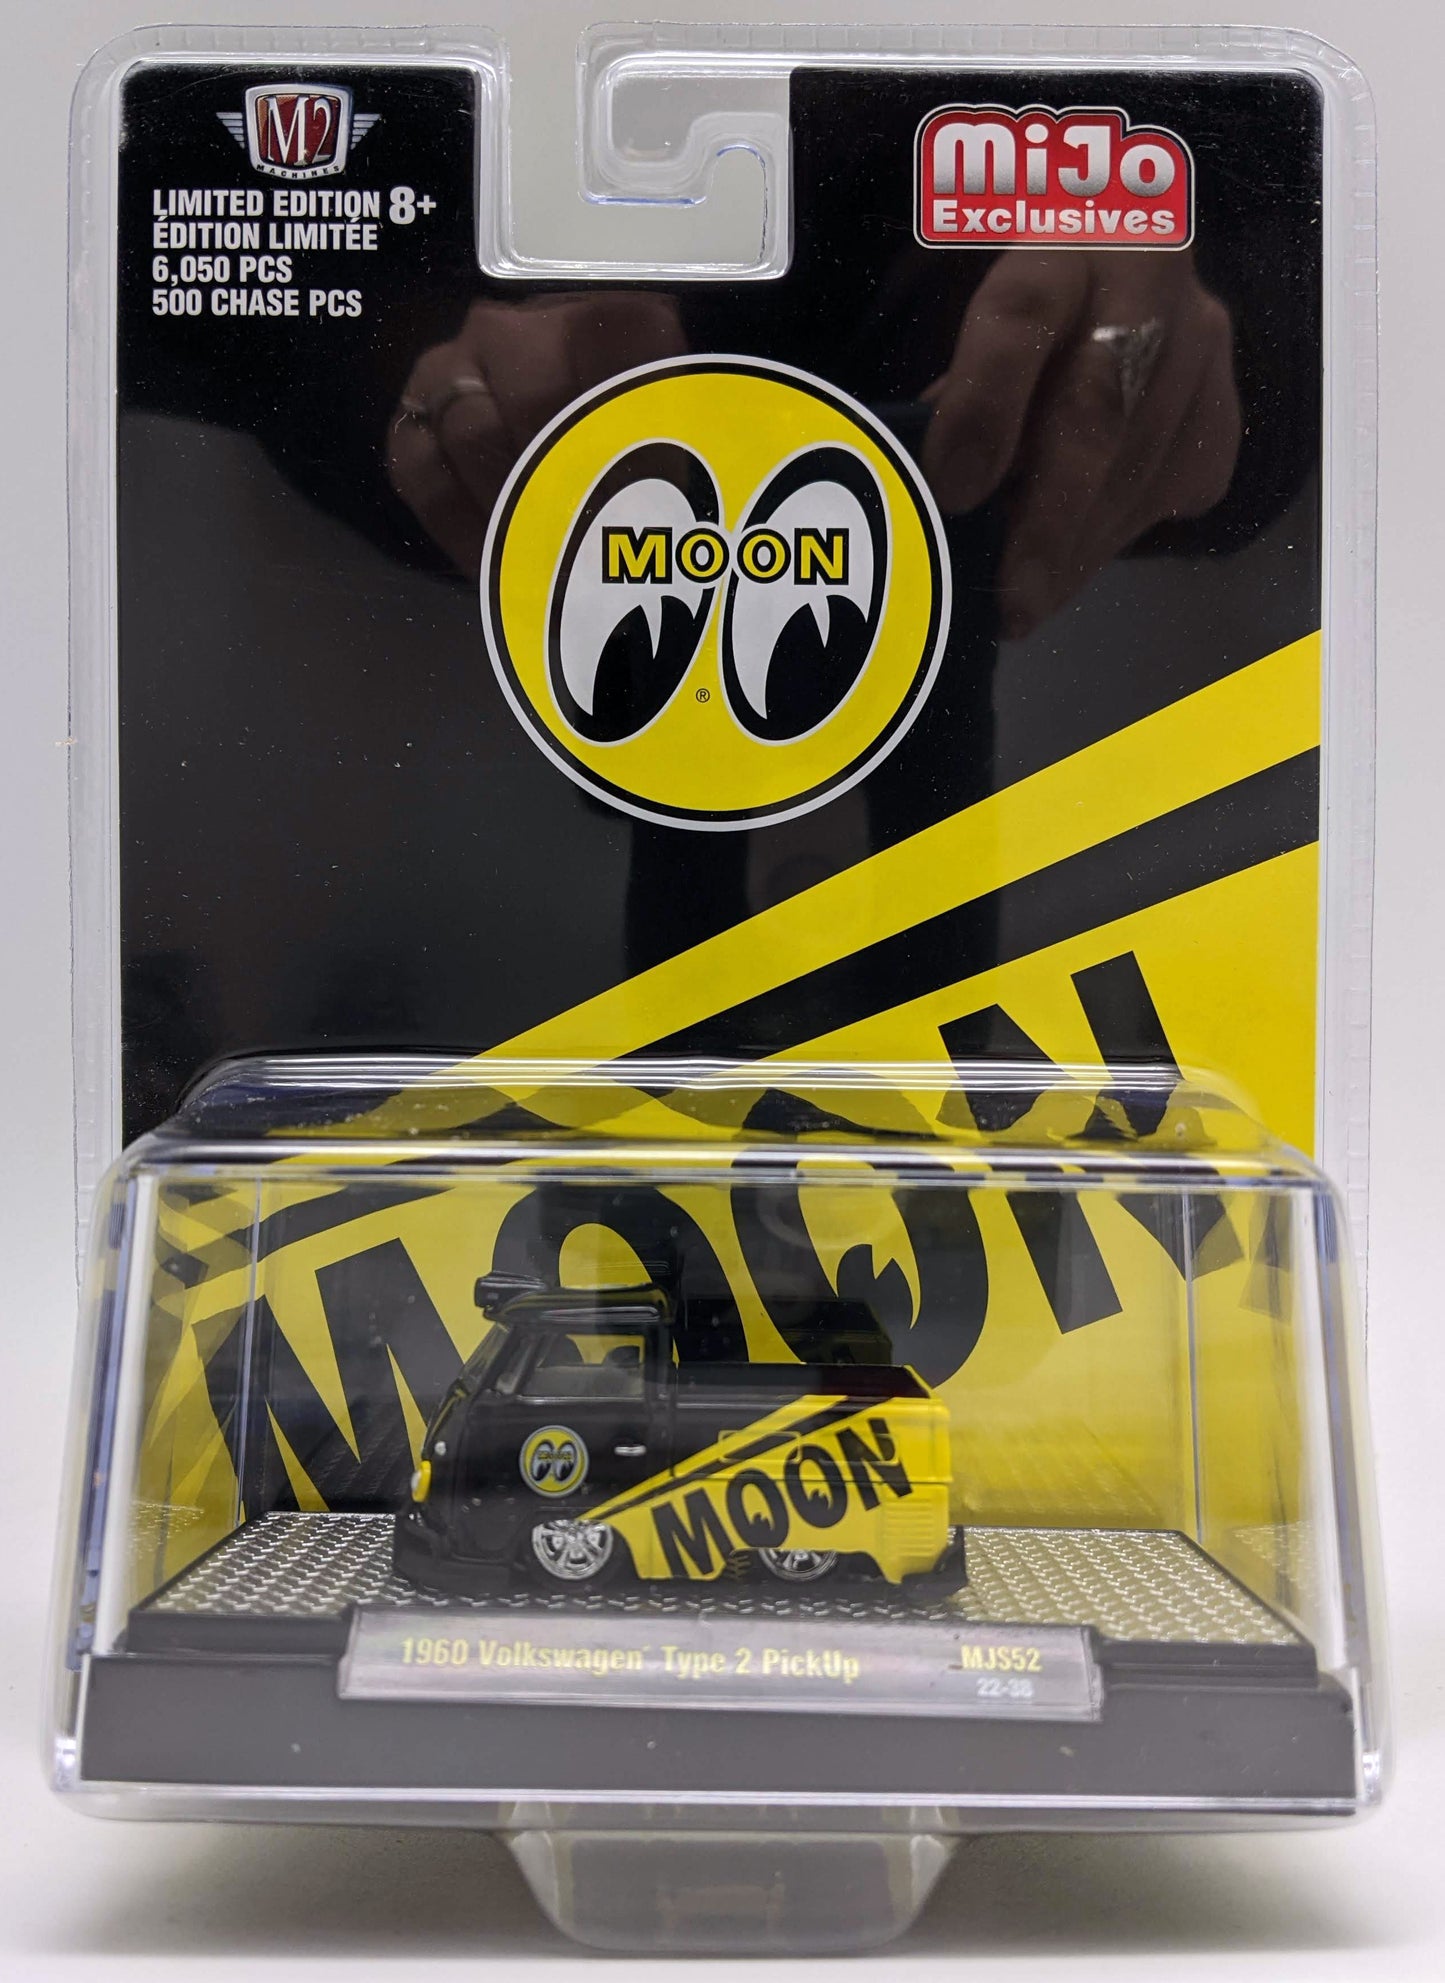 M2
MACHINES
LIMITED EDITION 8+
ÉDITION LIMITÉE
6,050 PCS
500 CHASE PCS
MiJo
Exclusives
MOON
®
MOON
MOON
1960 Volkswagen Type 2 PickUp
MJS52
22-38